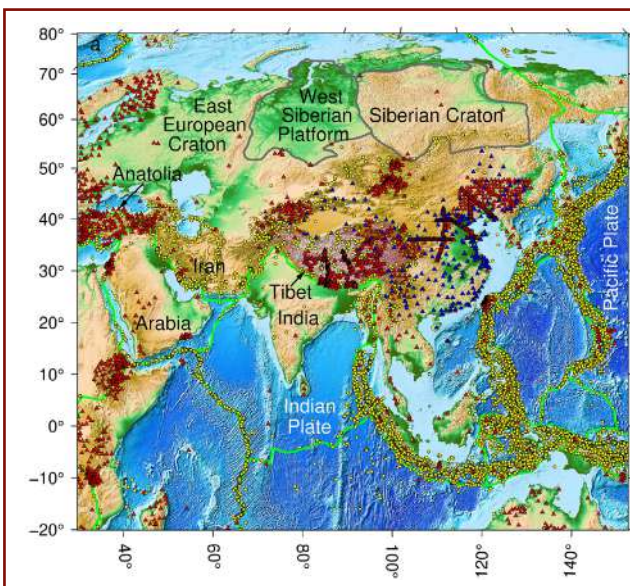 80°
a
70°
60°
50°
40°
30°
20°
10°
0°
−10°
−20°
East
European
Craton
West
Siberian
Platform
Siberian Craton
Anatolia
Iran
Tibet
India
Arabia
Indian
Plate
Pacific Plate
40°
60°
80°
100°
120°
140°